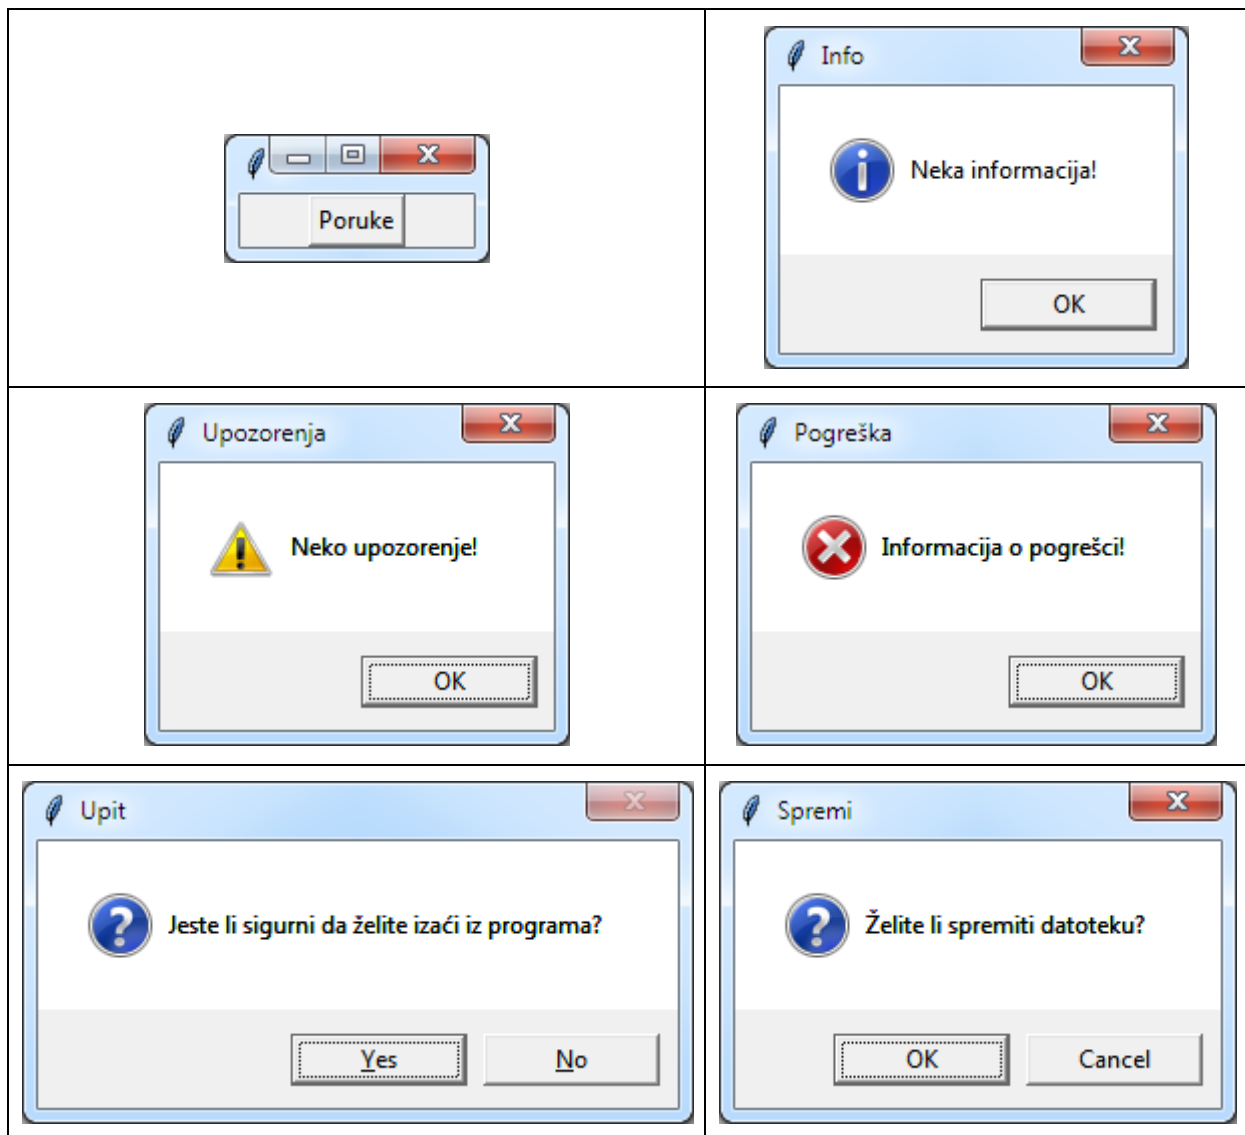 Poruke
Info
Neka informacija!
OK
Upozorenja
Neko upozorenje!
OK
Pogreška
Informacija o pogrešci!
OK
Upit
Jeste li sigurni da želite izaći iz programa?
Yes
No
Spremi
Želite li spremiti datoteku?
OK
Cancel